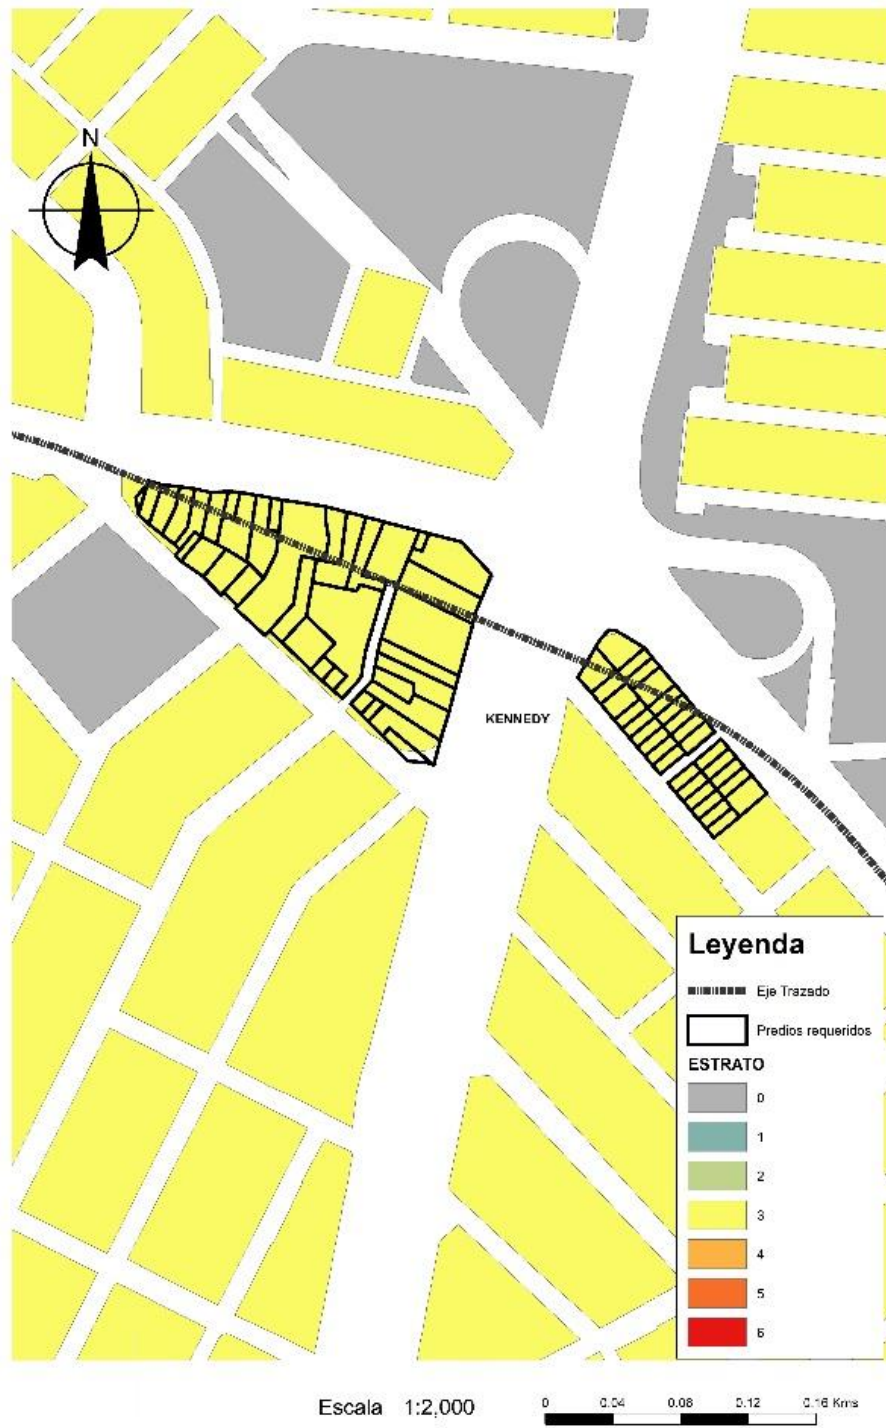 N
KENNEDY
Leyenda
Eje Trazado
Predios requeridos
ESTRATO
0
1
2
3
4
5
6
Escala 1:2,000
0 0.04 0.08 0.12 0.16 Kms